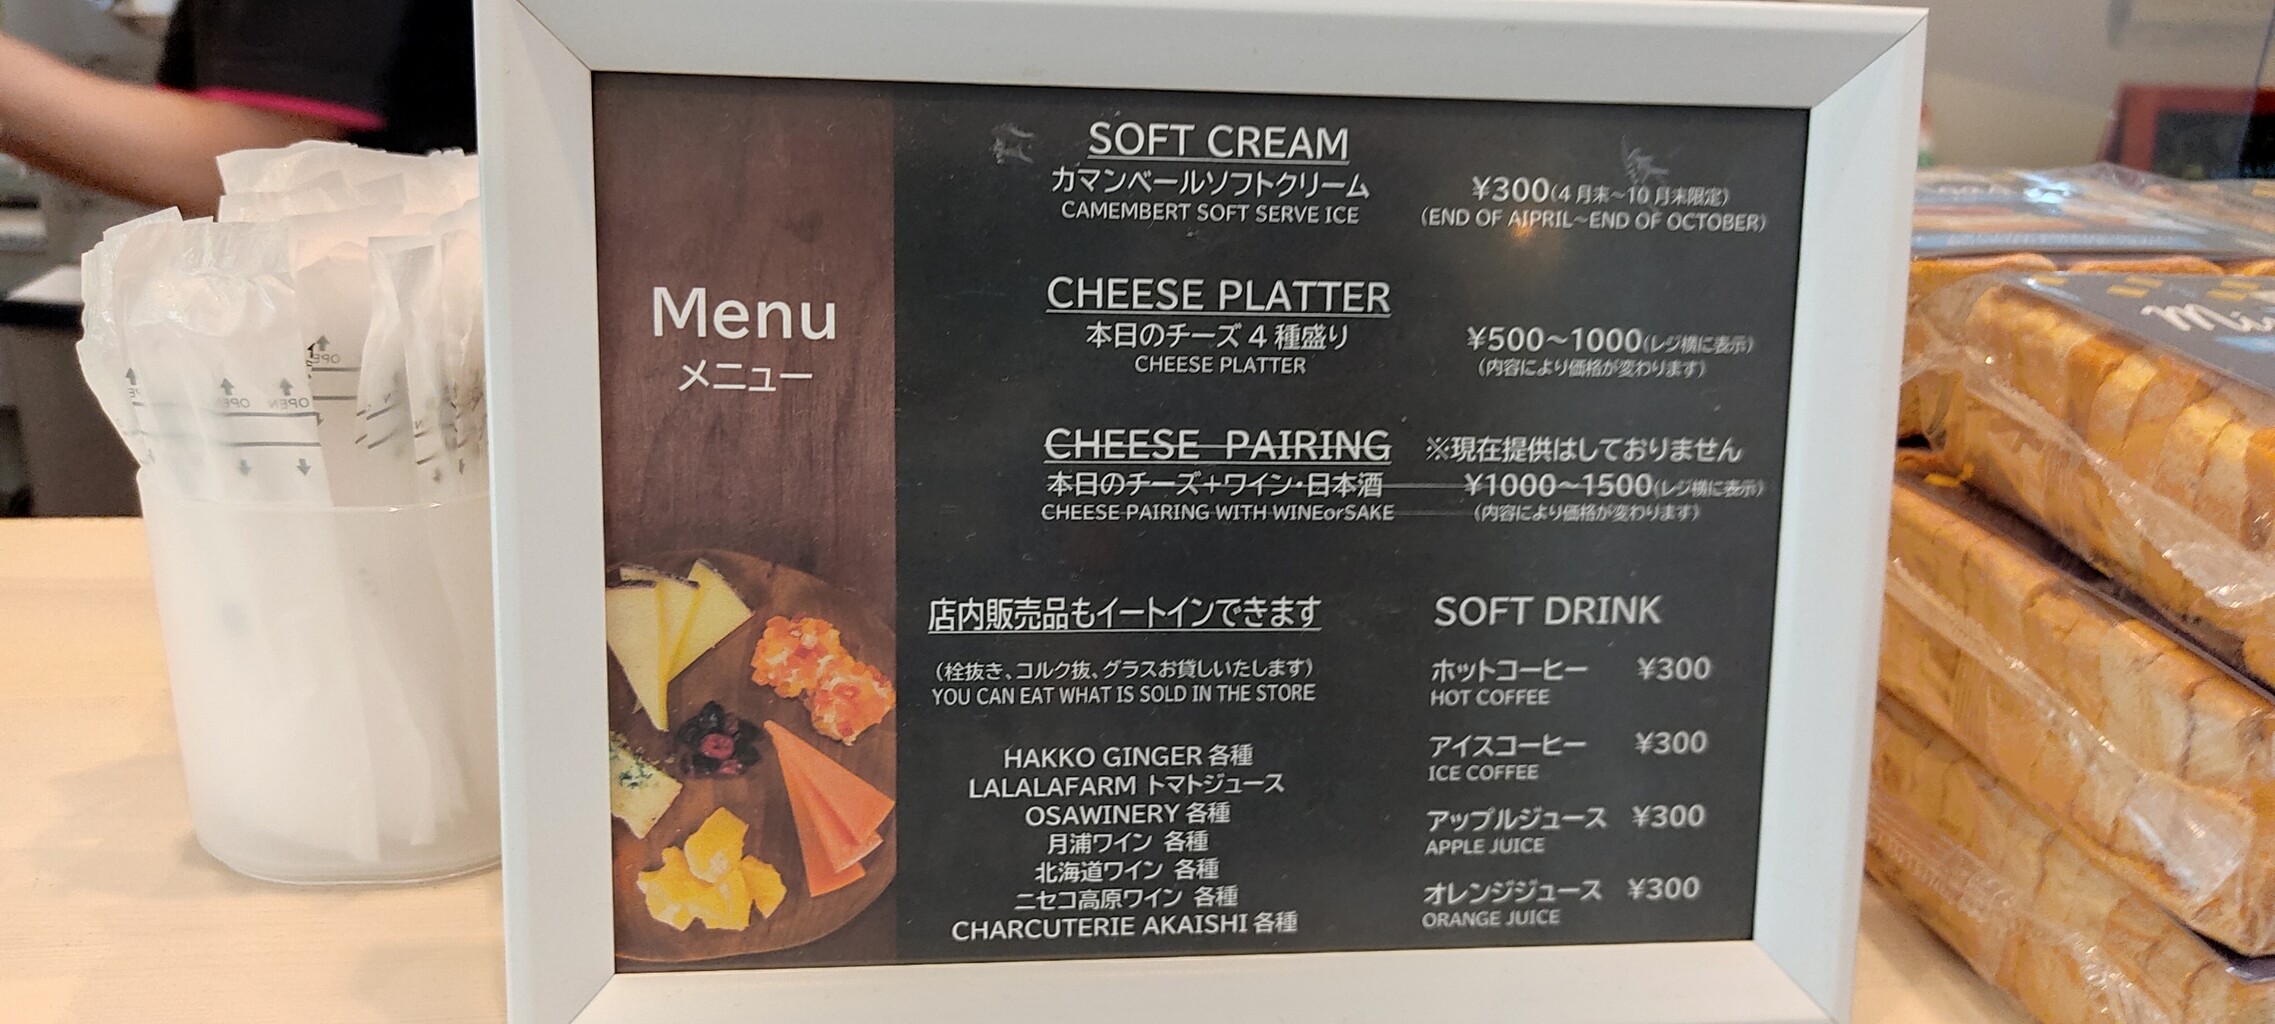 Menu
メニュー
SOFT CREAM
カマンベールソフトクリーム ¥300(4月末~10月末限定)
CAMEMBERT SOFT SERVE ICE (END OF AIPRIL~END OF OCTOBER)
CHEESE PLATTER
本日のチーズ4種盛り ¥500~1000(レジ横に表示)
CHEESE PLATTER (内容により価格が変わります)
CHEESE PAIRING ※現在提供はしておりません
本日のチーズ+ワイン・日本酒 ¥1000~1500(レジ横に表示)
CHEESE PAIRING WITH WINEorSAKE (内容により価格が変わります)
店内販売品もイートインできます
(栓抜き、コルク抜、グラスお貸しいたします)
YOU CAN EAT WHAT IS SOLD IN THE STORE
HAKKO GINGER 各種
LALALAFARM トマトジュース
OSAWINERY 各種
月浦ワイン 各種
北海道ワイン 各種
ニセコ高原ワイン 各種
CHARCUTERIE AKAISHI 各種
SOFT DRINK
ホットコーヒー ¥300
HOT COFFEE
アイスコーヒー ¥300
ICE COFFEE
アップルジュース ¥300
APPLE JUICE
オレンジジュース ¥300
ORANGE JUICE
OPEN
OPEN
OPEN